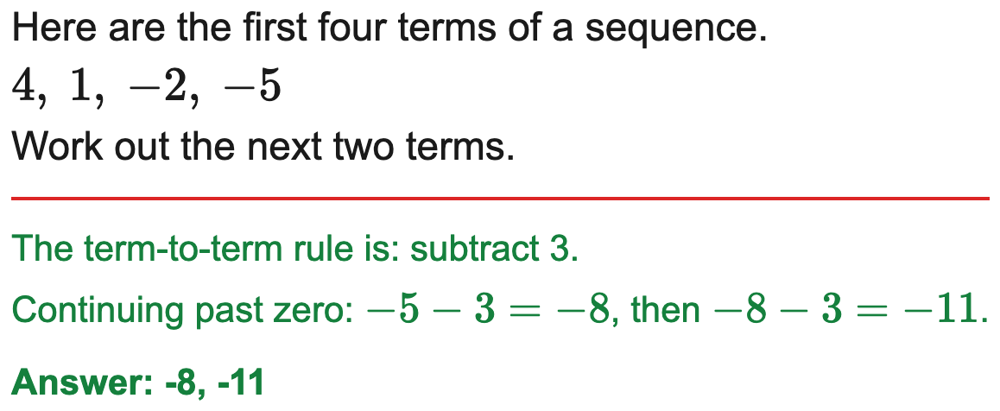 Here are the first four terms of a sequence.
4, 1, −2, −5
Work out the next two terms.
The term-to-term rule is: subtract 3.
Continuing past zero: −5 − 3 = −8, then −8 − 3 = −11.
Answer: -8, -11